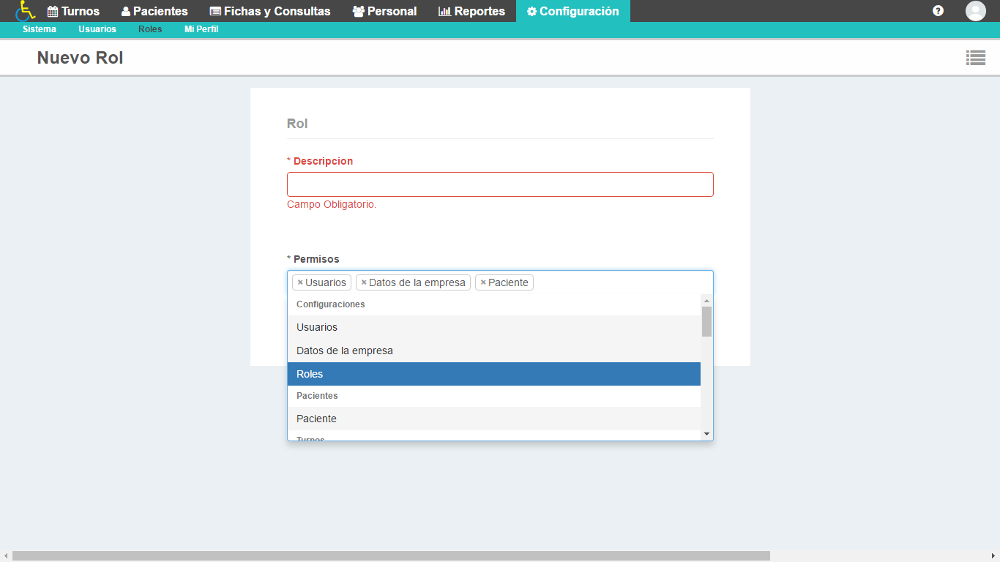 Turnos Pacientes Fichas y Consultas Personal Reportes Configuración
Sistema Usuarios Roles Mi Perfil
Nuevo Rol
Rol
* Descripcion
Campo Obligatorio.
* Permisos
× Usuarios × Datos de la empresa × Paciente
Configuraciones
Usuarios
Datos de la empresa
Roles
Pacientes
Paciente
Turnos